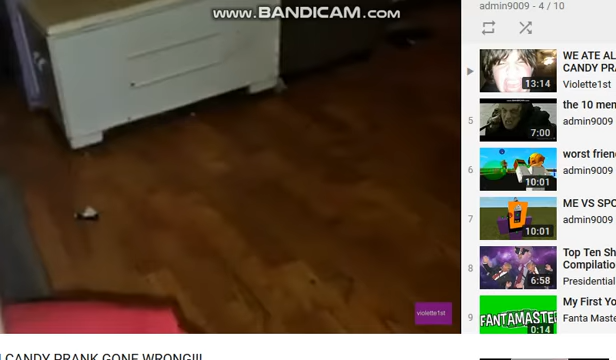 www.BANDICAM.com
violette1st
CANDY PRANK GONE WRONG!!!
admin9009 - 4 / 10
WE ATE AL
CANDY PRA
Violette1st
13:14
5
the 10 men
admin9009
7:00
6
worst frien
admin9009
10:01
7
ME VS SPO
admin9009
10:01
8
Top Ten Sh
Compilatio
Presidential
6:58
9
My First Yo
Fanta Maste
FANTAMASTE
0:14